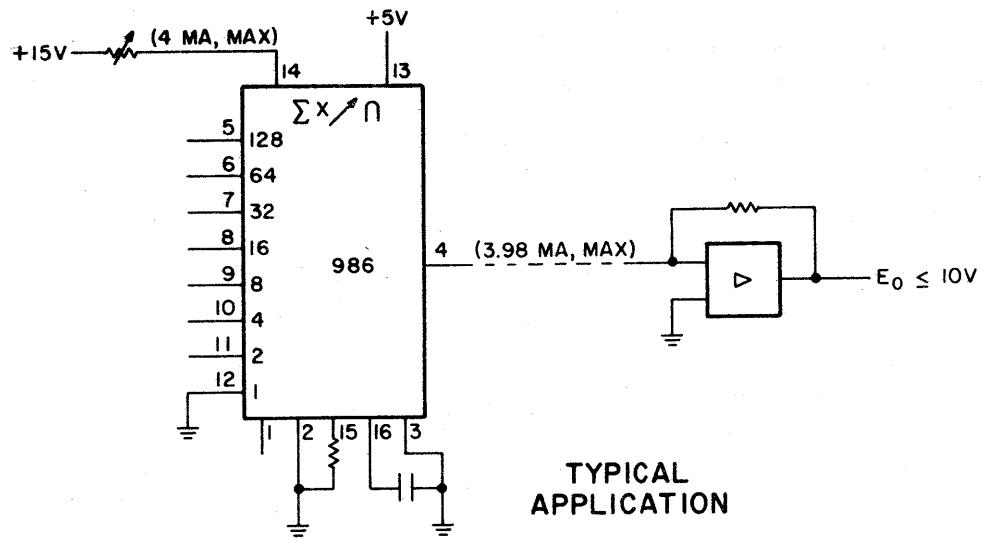 +5V
+15V (4 MA, MAX)
14 13
Σ X ∩
5 128
6 64
7 32
8 16
9 8
10 4
11 2
12 1
986
4 (3.98 MA, MAX)
E₀ ≤ 10V
1 2 15 16 3
TYPICAL
APPLICATION